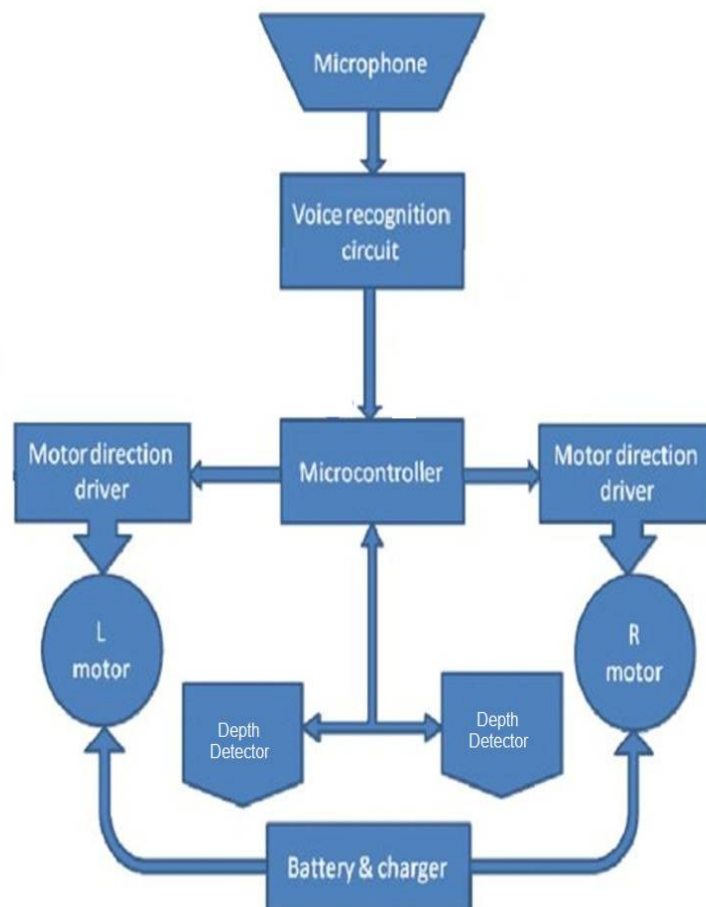 Microphone
Voice recognition
circuit
Motor direction
driver
Microcontroller
Motor direction
driver
L
motor
R
motor
Depth
Detector
Depth
Detector
Battery & charger